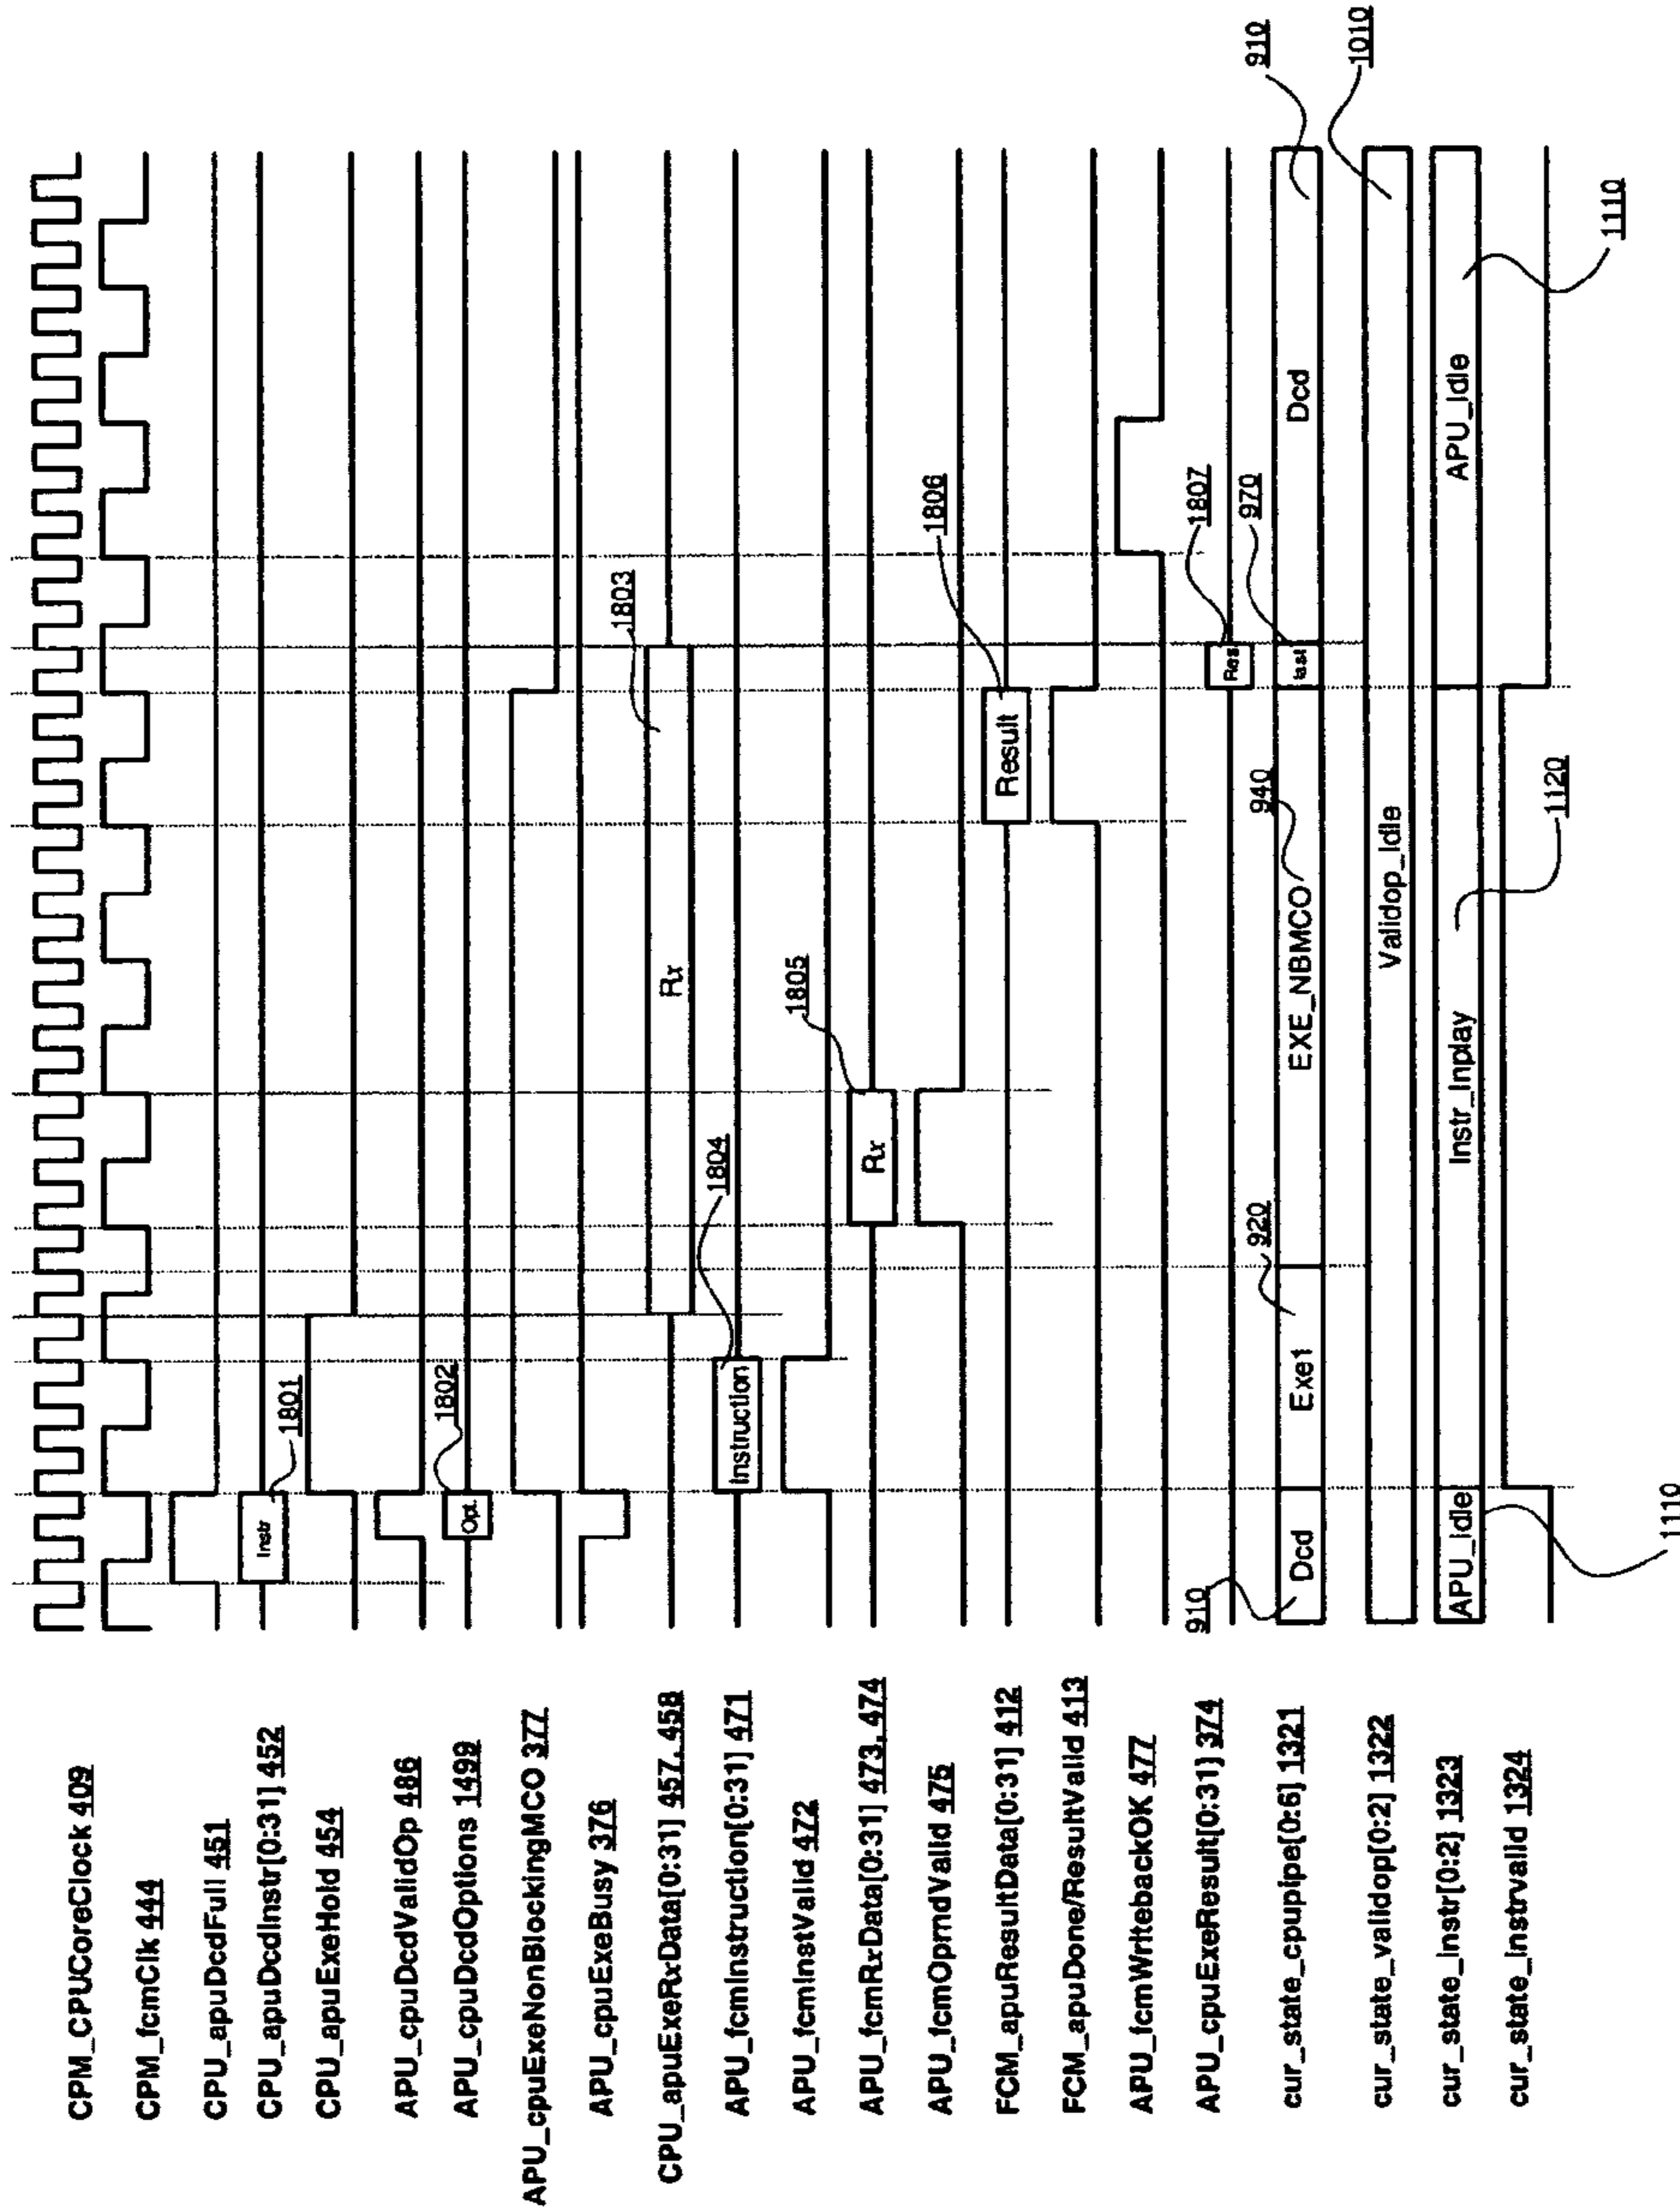 CPM_CPUCoreClock 409
CPM_fcmClk 444
CPU_apuDcdFull 451
CPU_apuDcdInstr[0:31] 452
Instr
1801
CPU_apuExeHold 454
APU_cpuDcdValidOp 486
APU_cpuDcdOptions 1499
Opt.
1802
APU_cpuExeNonBlockingMCO 377
APU_cpuExeBusy 376
CPU_apuExeRxData[0:31] 457, 458
Rx
1803
APU_fcmInstruction[0:31] 471
Instruction
1804
APU_fcmInstValid 472
APU_fcmRxData[0:31] 473, 474
Rx
1805
APU_fcmOprndValid 475
FCM_apuResultData[0:31] 412
Result
1806
FCM_apuDone/ResultValid 413
APU_fcmWritebackOK 477
APU_cpuExeResult[0:31] 374
Res
1807
cur_state_cpupipe[0:6] 1321
910
Dcd
Exe1
920
EXE_NBMCO
940
last
970
Dcd
910
cur_state_validop[0:2] 1322
Validop_Idle
1010
cur_state_instr[0:2] 1323
APU_Idle
1110
Instr_Inplay
1120
APU_Idle
1110
cur_state_instrvalid 1324